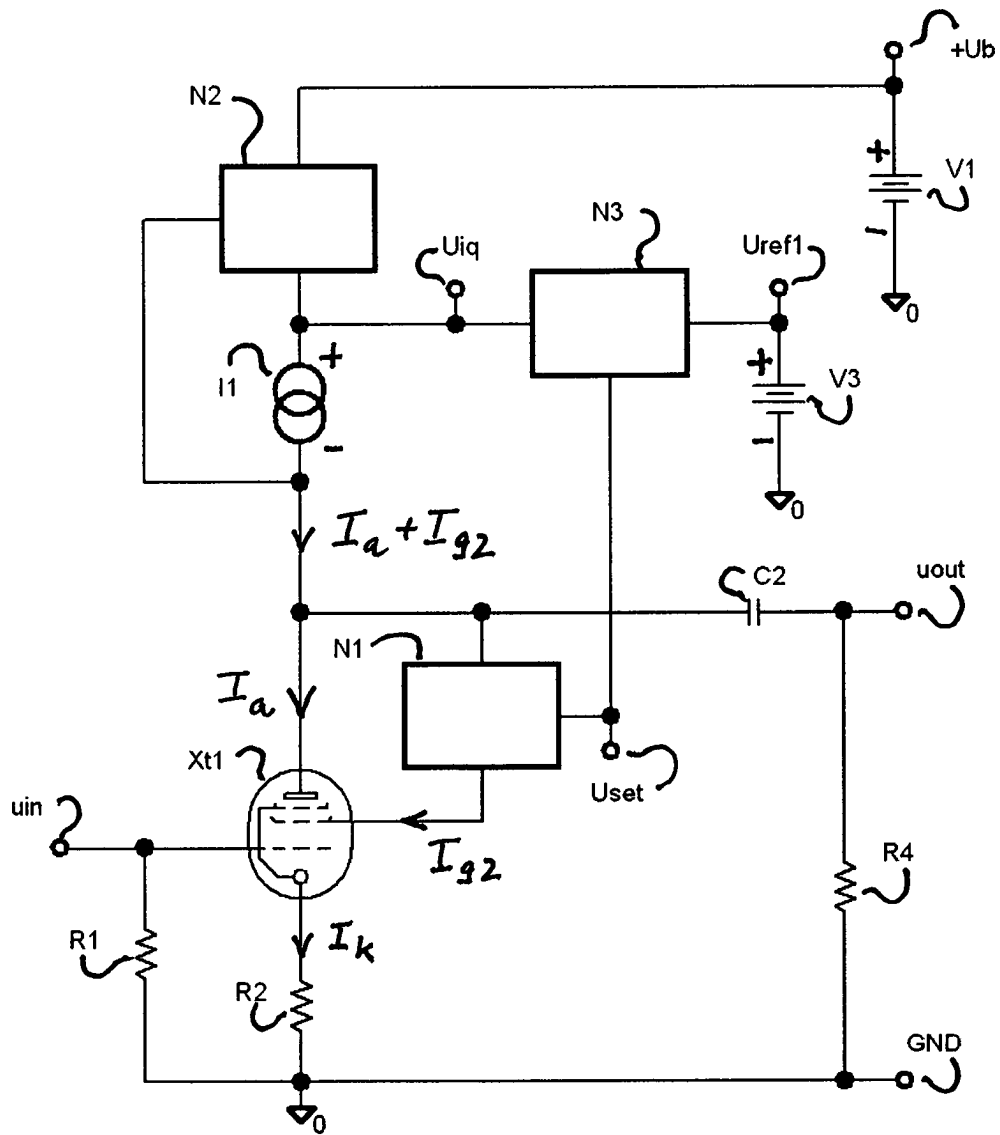 +Ub
N2
+
V1
-
N3
Uiq
Uref1
0
I1
+
+
V3
-
-
0
Ia + Ig2
C2
uout
N1
Ia
Xt1
Uset
uin
Ig2
R4
R1
Ik
R2
GND
0